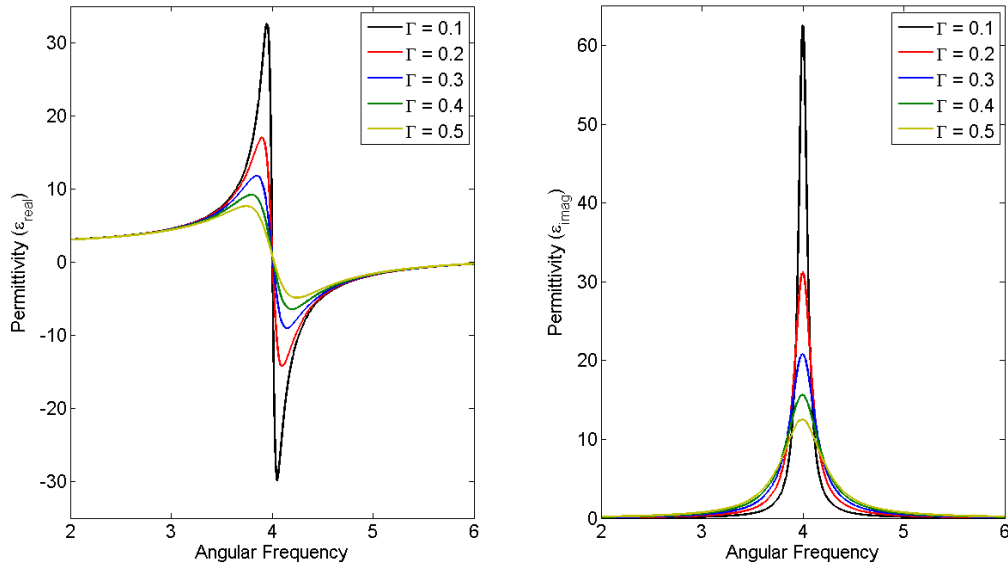 Γ = 0.1
Γ = 0.2
Γ = 0.3
Γ = 0.4
Γ = 0.5
30
20
10
0
-10
-20
-30
Permittivity (εreal)
2 3 4 5 6
Angular Frequency
Γ = 0.1
Γ = 0.2
Γ = 0.3
Γ = 0.4
Γ = 0.5
60
50
40
30
20
10
0
Permittivity (εimag)
2 3 4 5 6
Angular Frequency